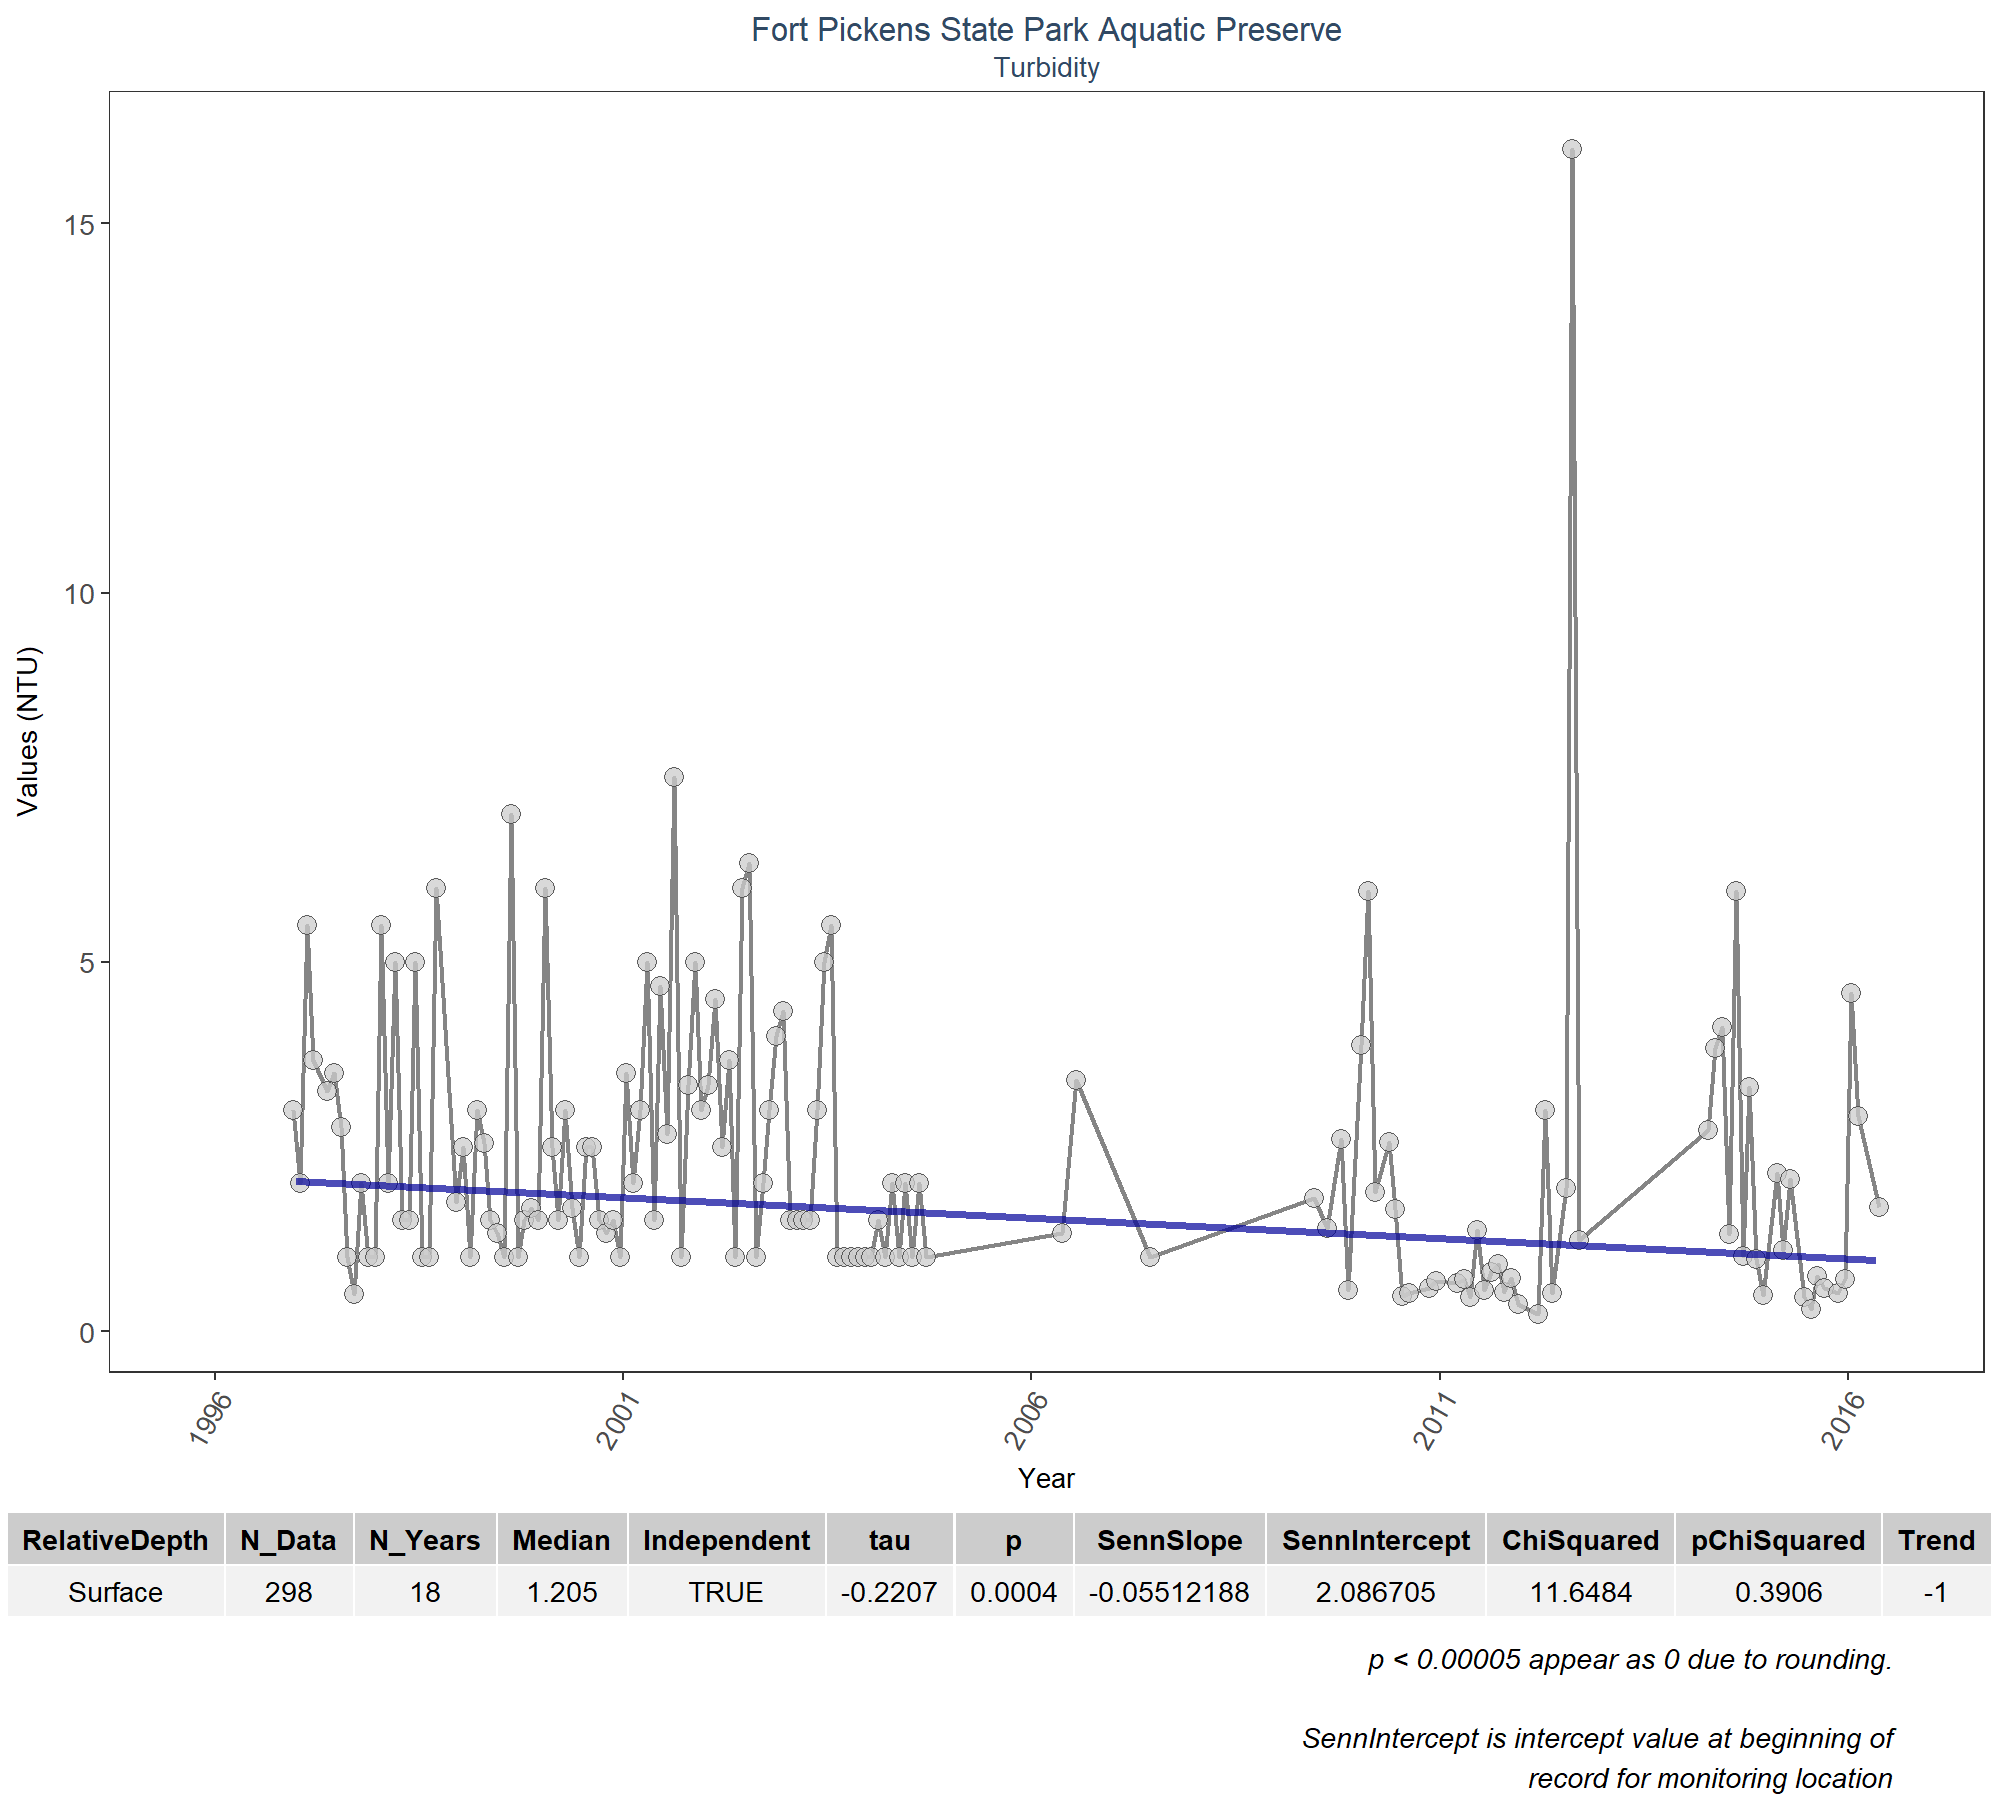 Fort Pickens State Park Aquatic Preserve
Turbidity
15
10
5
0
Values (NTU)
1996 2001 2006 2011 2016
Year
RelativeDepth N_Data N_Years Median Independent tau p SennSlope SennIntercept ChiSquared pChiSquared Trend
Surface 298 18 1.205 TRUE -0.2207 0.0004 -0.05512188 2.086705 11.6484 0.3906 -1
p < 0.00005 appear as 0 due to rounding.
SennIntercept is intercept value at beginning of
record for monitoring location